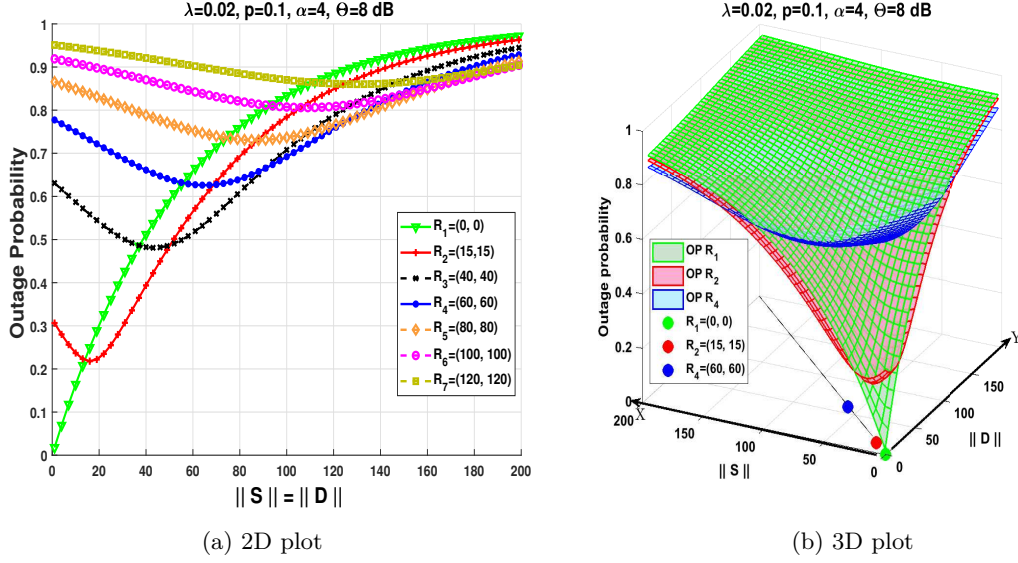 λ=0.02, p=0.1, α=4, Θ=8 dB
1
0.9
0.8
0.7
0.6
0.5
0.4
0.3
0.2
0.1
0
Outage Probability
R1=(0, 0)
R2=(15,15)
R3=(40, 40)
R4=(60, 60)
R5=(80, 80)
R6=(100, 100)
R7=(120, 120)
0 20 40 60 80 100 120 140 160 180 200
|| S || = || D ||
(a) 2D plot
λ=0.02, p=0.1, α=4, Θ=8 dB
1
0.8
0.6
0.4
0.2
0
Outage probability
OP R1
OP R2
OP R4
R1=(0, 0)
R2=(15, 15)
R4=(60, 60)
X
200 150 100 50 0
|| S ||
Y
0 50 100 150
|| D ||
(b) 3D plot